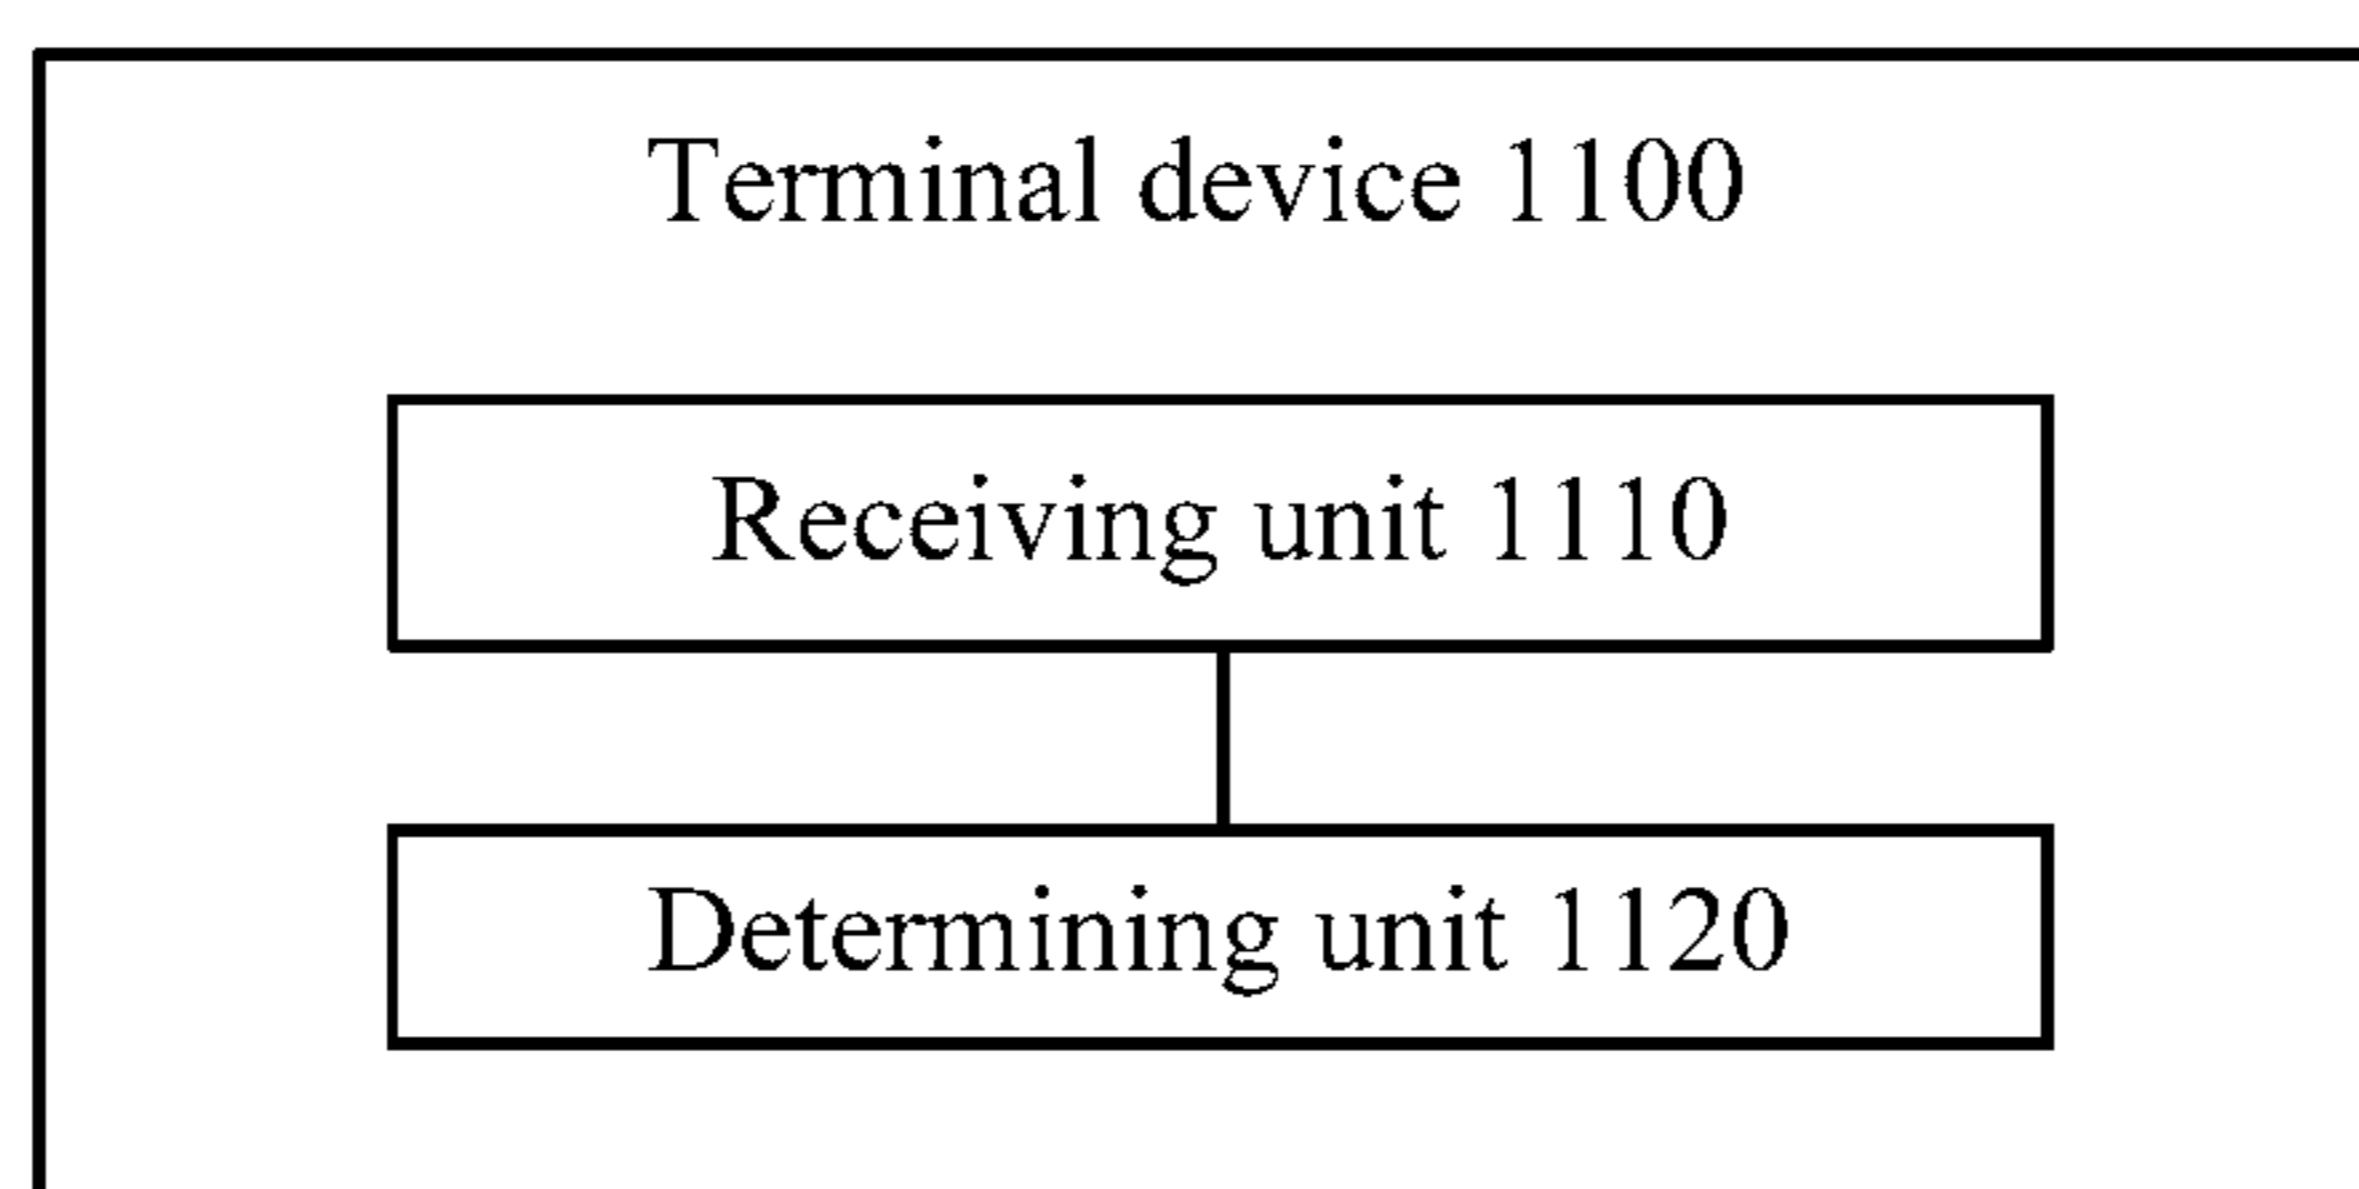 Terminal device 1100
Receiving unit 1110
Determining unit 1120